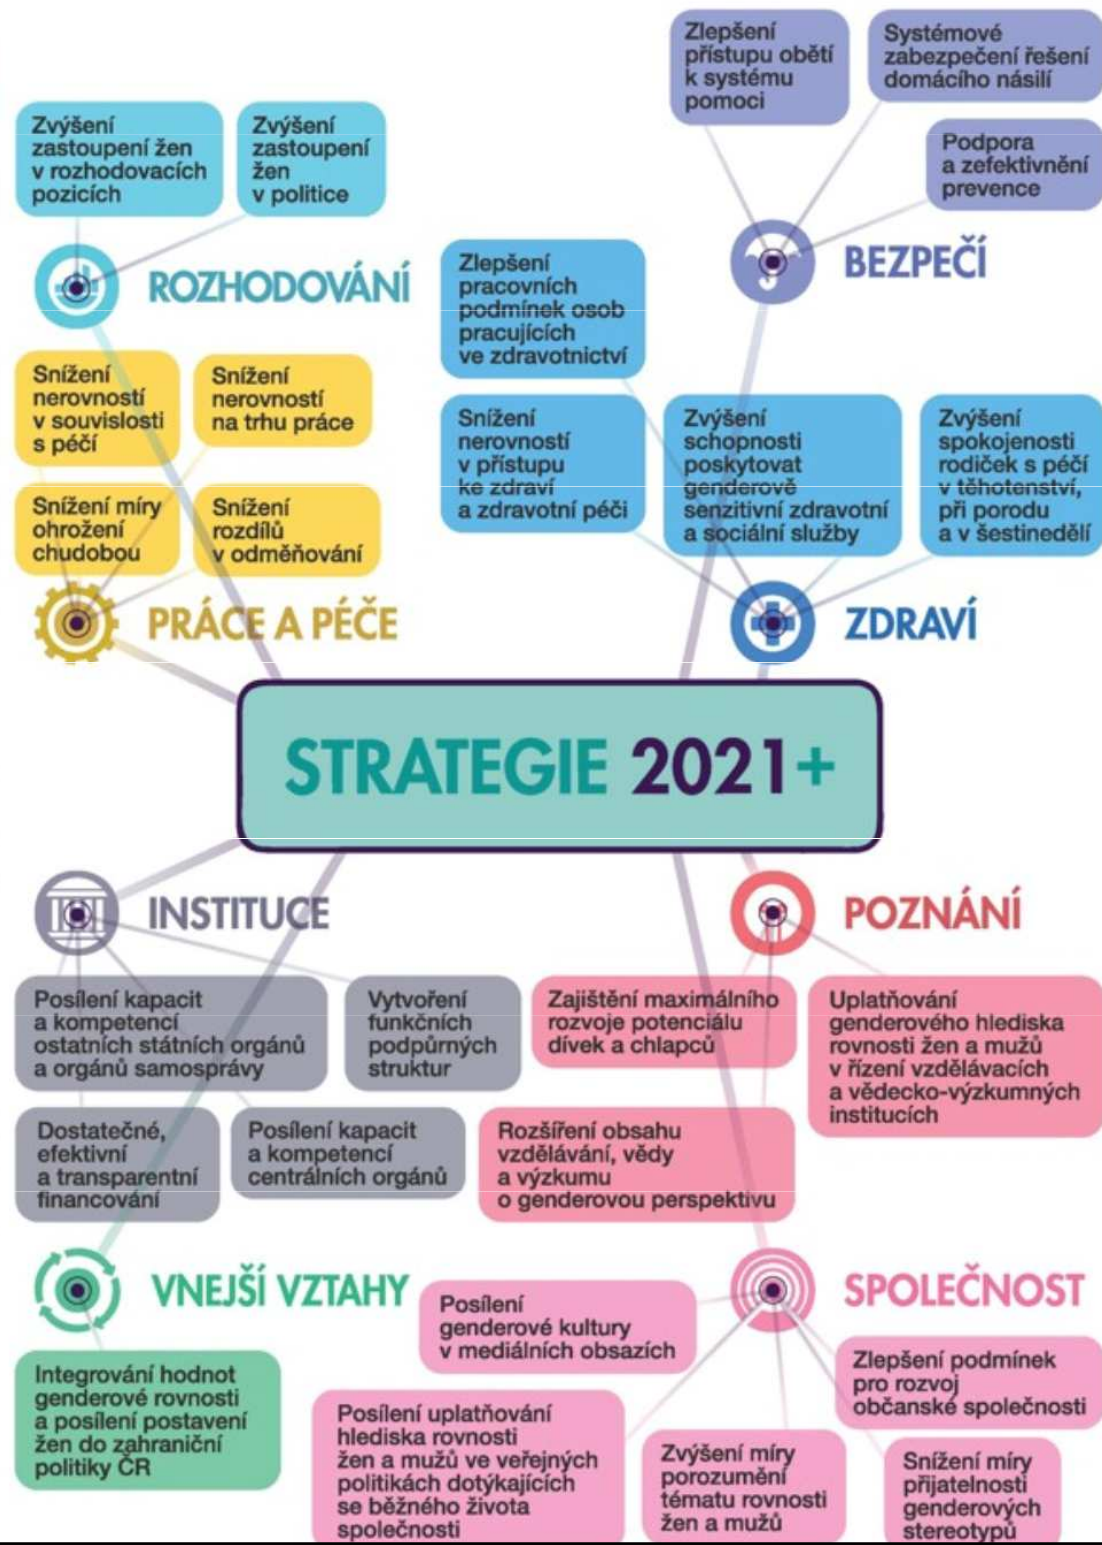 Zlepšení
přístupu obětí
k systému
pomoci
Systémové
zabezpečení řešení
domácího násilí
Podpora
a zefektivnění
prevence
BEZPEČÍ
Zvýšení
zastoupení žen
v rozhodovacích
pozicích
Zvýšení
zastoupení
žen
v politice
ROZHODOVÁNÍ
Zlepšení
pracovních
podmínek osob
pracujících
ve zdravotnictví
Snížení
nerovností
v přístupu
ke zdraví
a zdravotní péči
Zvýšení
schopnosti
poskytovat
genderově
senzitivní zdravotní
a sociální služby
Zvýšení
spokojenosti
rodiček s péčí
v těhotenství,
při porodu
a v šestinedělí
ZDRAVÍ
Snížení
nerovností
v souvislosti
s péčí
Snížení
nerovností
na trhu práce
Snížení míry
ohrožení
chudobou
Snížení
rozdílů
v odměňování
PRÁCE A PÉČE
STRATEGIE 2021+
INSTITUCE
Posílení kapacit
a kompetencí
ostatních státních orgánů
a orgánů samosprávy
Vytvoření
funkčních
podpůrných
struktur
Dostatečné,
efektivní
a transparentní
financování
Posílení kapacit
a kompetencí
centrálních orgánů
POZNÁNÍ
Zajištění maximálního
rozvoje potenciálu
dívek a chlapců
Uplatňování
genderového hlediska
rovnosti žen a mužů
v řízení vzdělávacích
a vědecko-výzkumných
institucích
Rozšíření obsahu
vzdělávání, vědy
a výzkumu
o genderovou perspektivu
VNEJŠÍ VZTAHY
Integrování hodnot
genderové rovnosti
a posílení postavení
žen do zahraniční
politiky ČR
SPOLEČNOST
Posílení
genderové kultury
v mediálních obsazích
Zlepšení podmínek
pro rozvoj
občanské společnosti
Posílení uplatňování
hlediska rovnosti
žen a mužů ve veřejných
politikách dotýkajících
se běžného života
společnosti
Zvýšení míry
porozumění
tématu rovnosti
žen a mužů
Snížení míry
přijatelnosti
genderových
stereotypů